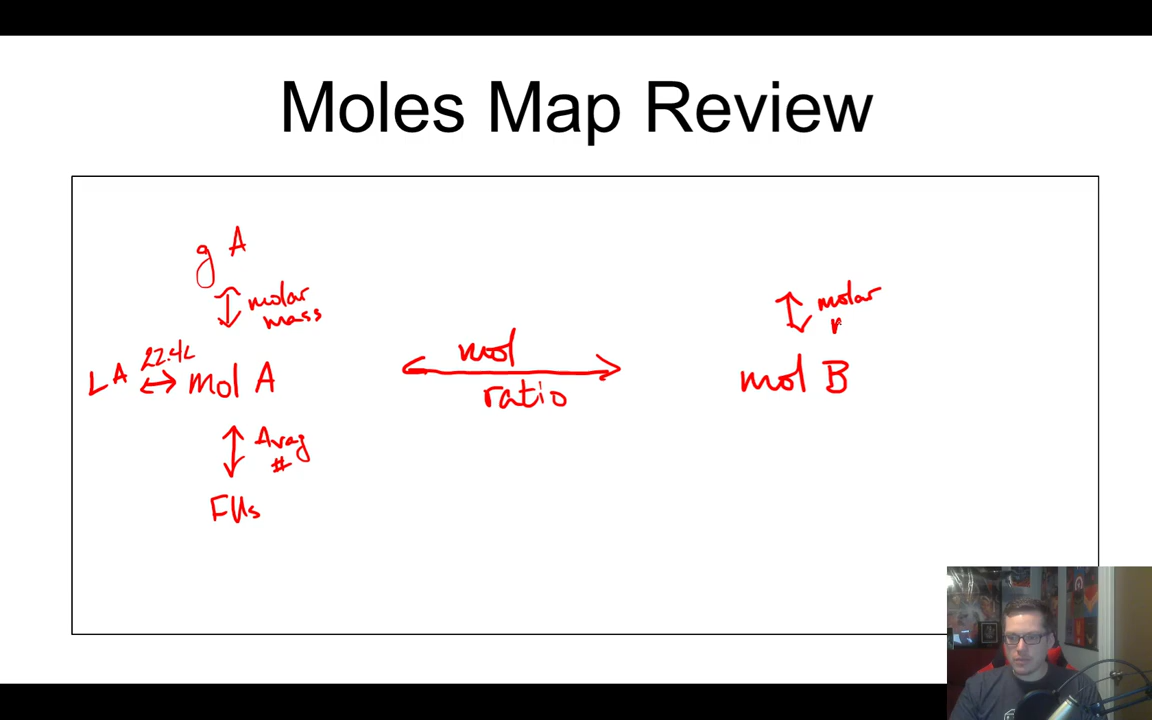 Moles Map Review
g A
molar
mass
22.4L
L A
mol A
Avag
#
FUs
mol
ratio
molar
mol B